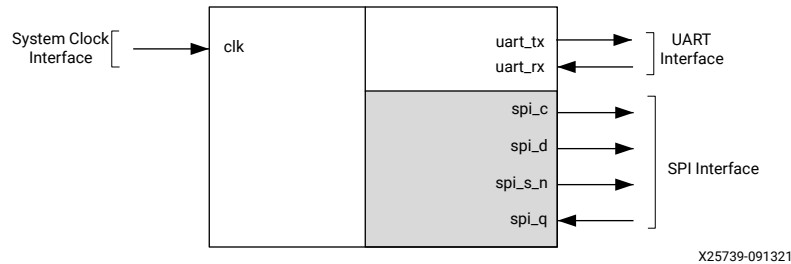 System Clock
Interface
clk
uart_tx
uart_rx
UART
Interface
spi_c
spi_d
spi_s_n
spi_q
SPI Interface
X25739-091321